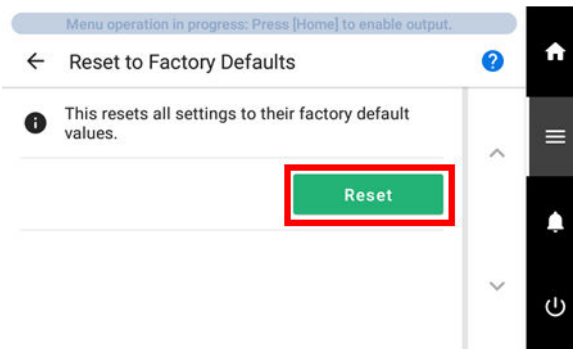 Menu operation in progress: Press [Home] to enable output.
Reset to Factory Defaults
?
This resets all settings to their factory default
values.
Reset